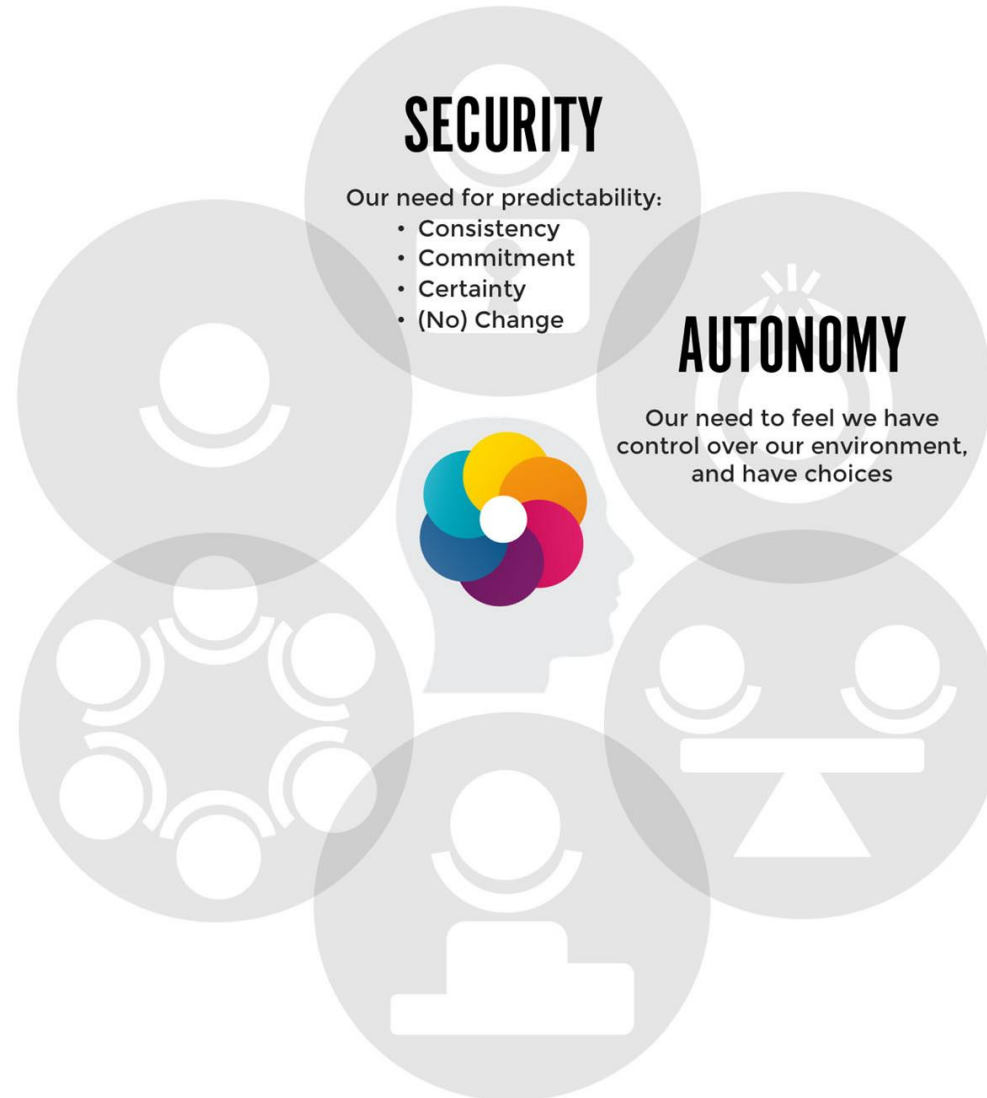 SECURITY
Our need for predictability:
• Consistency
• Commitment
• Certainty
• (No) Change
AUTONOMY
Our need to feel we have
control over our environment,
and have choices